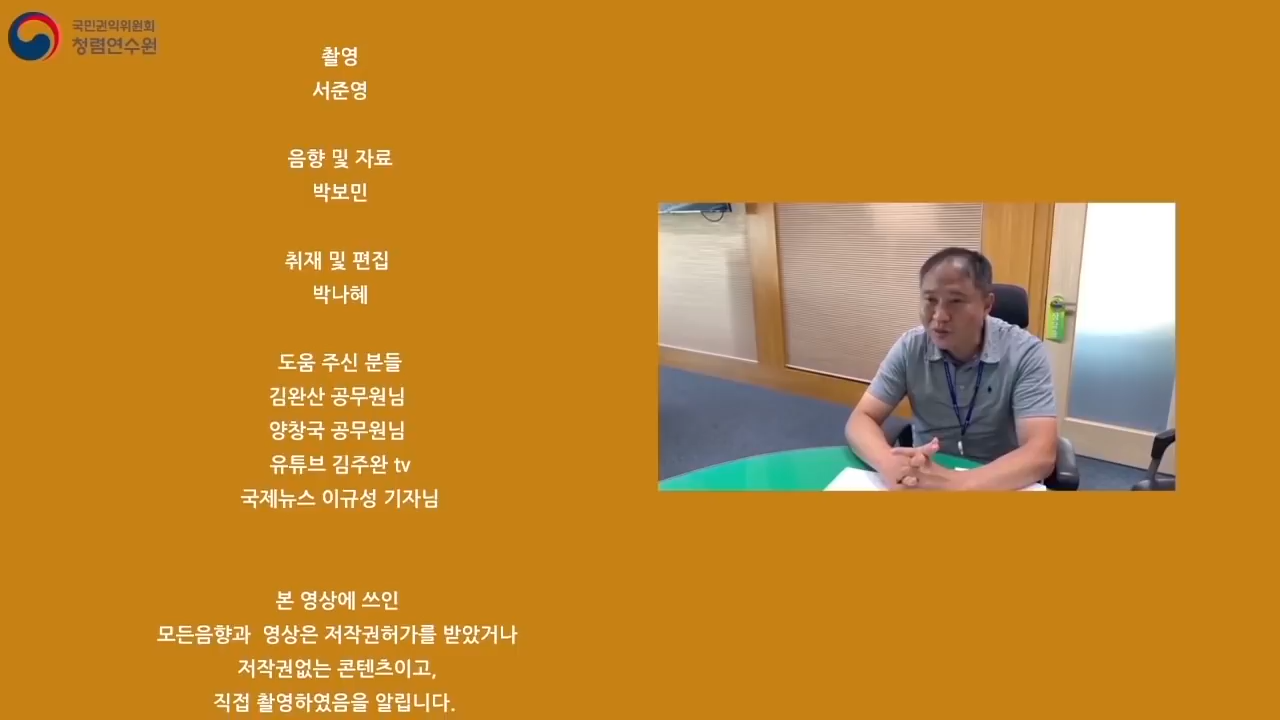 국민권익위원회
청렴연수원
촬영
서준영
음향 및 자료
박보민
취재 및 편집
박나혜
도움 주신 분들
김완산 공무원님
양창국 공무원님
유튜브 김주완 tv
국제뉴스 이규성 기자님
본 영상에 쓰인
모든음향과 영상은 저작권허가를 받았거나
저작권없는 콘텐츠이고,
직접 촬영하였음을 알립니다.